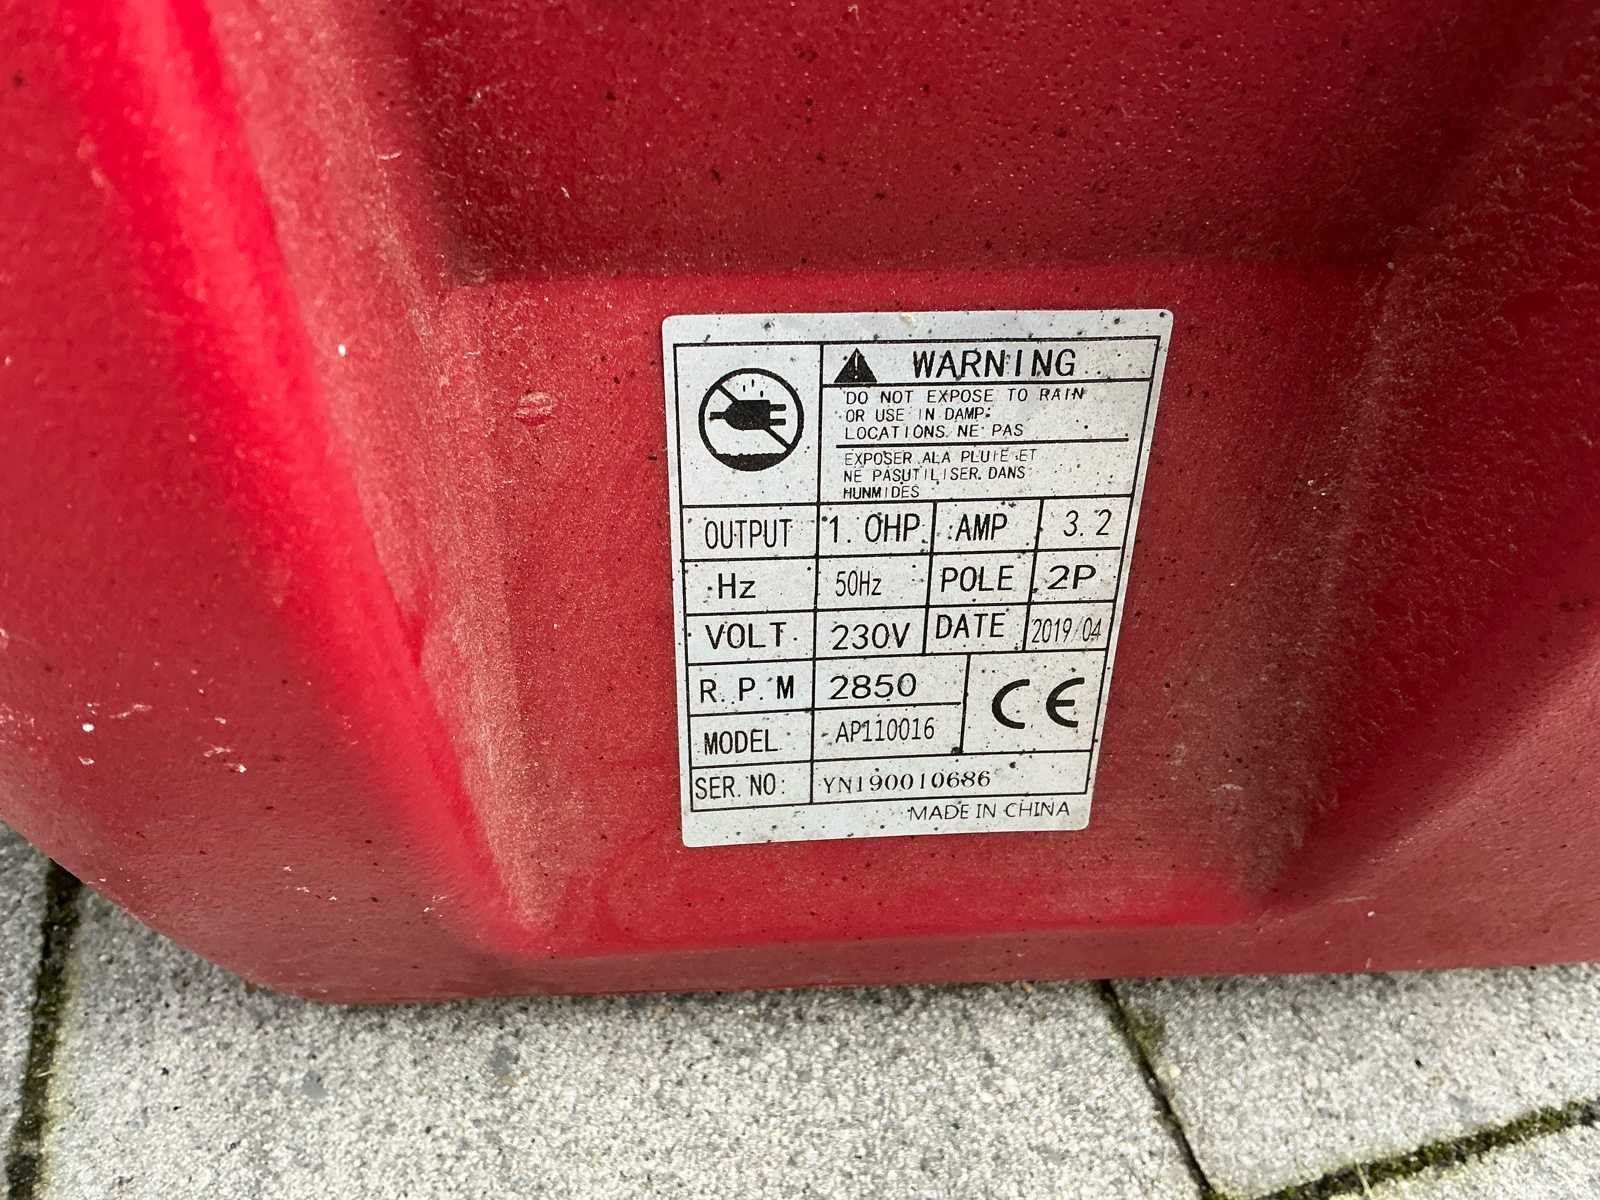 WARNING
DO NOT EXPOSE TO RAIN
OR USE IN DAMP
LOCATIONS. NE PAS
EXPOSER ALA PLUIE ET
NE PASUTILISER. DANS
HUNMIDES
OUTPUT 1.0HP AMP 3.2
Hz 50Hz POLE 2P
VOLT 230V DATE 2019/04
R.P.M 2850 CE
MODEL AP110016
SER.NO: YN190010686
MADE IN CHINA